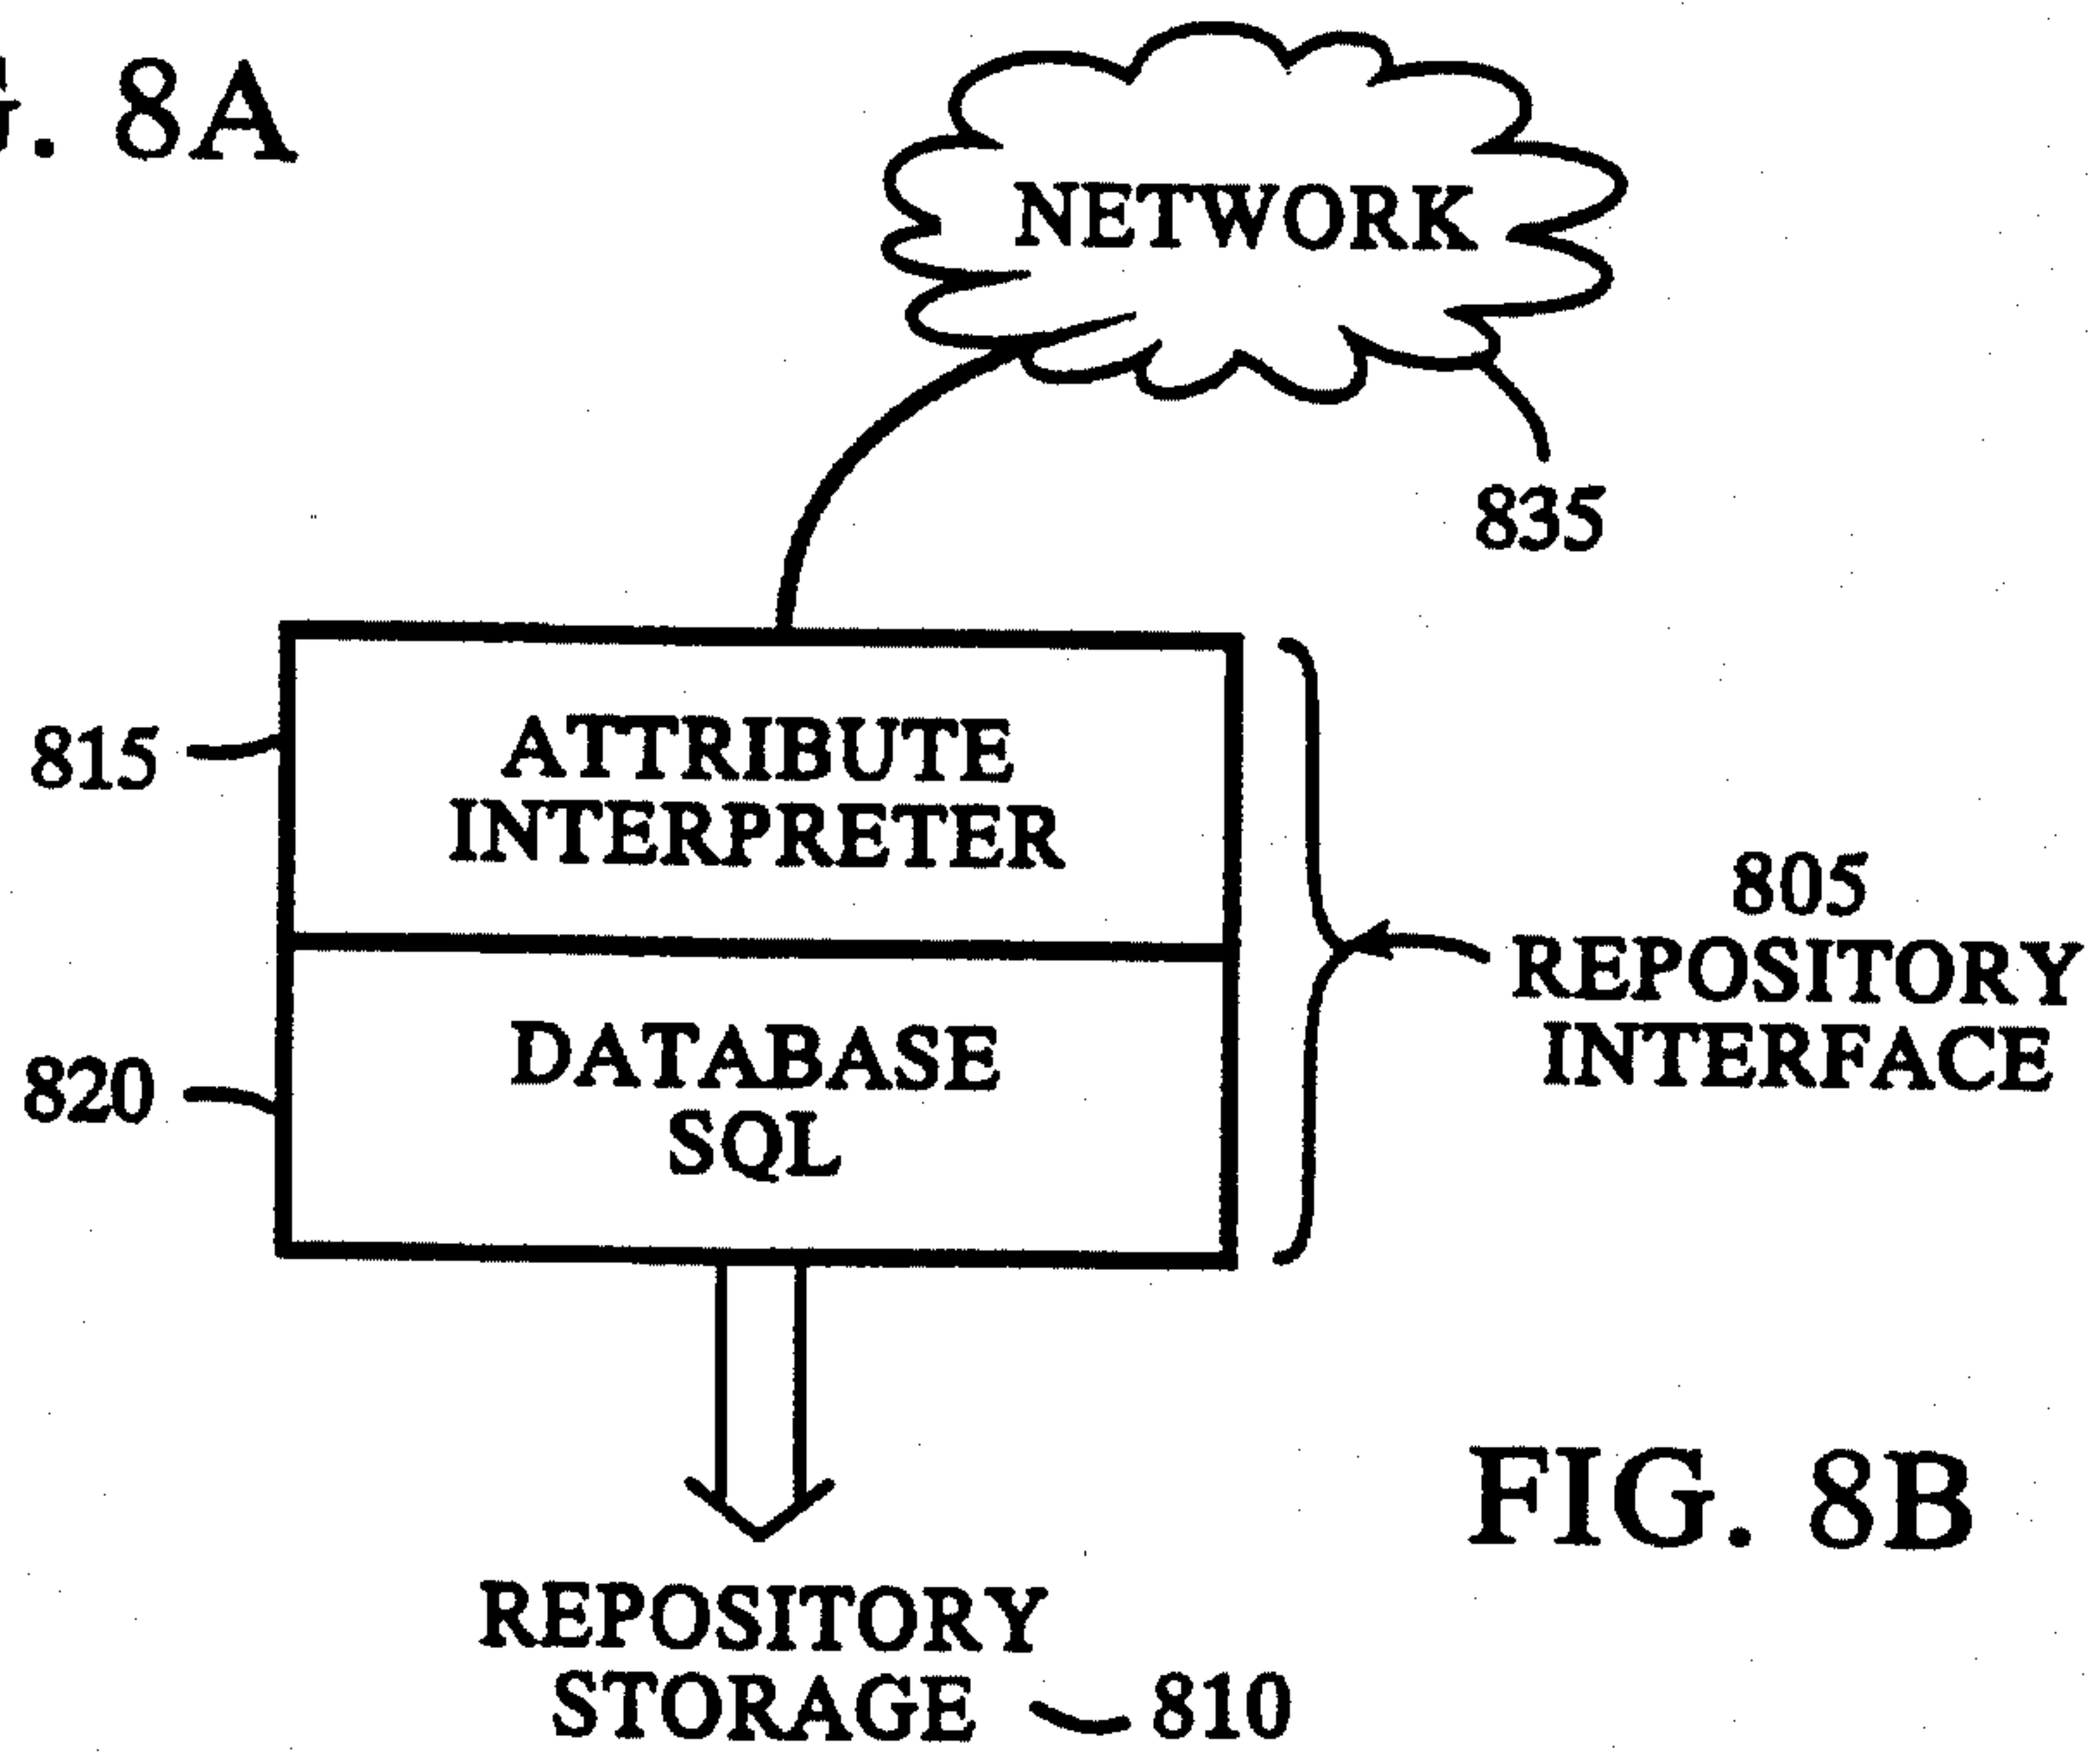 G. 8A
NETWORK
835
815
ATTRIBUTE
INTERPRETER
805
REPOSITORY
INTERFACE
820
DATABASE
SQL
FIG. 8B
REPOSITORY
STORAGE 810